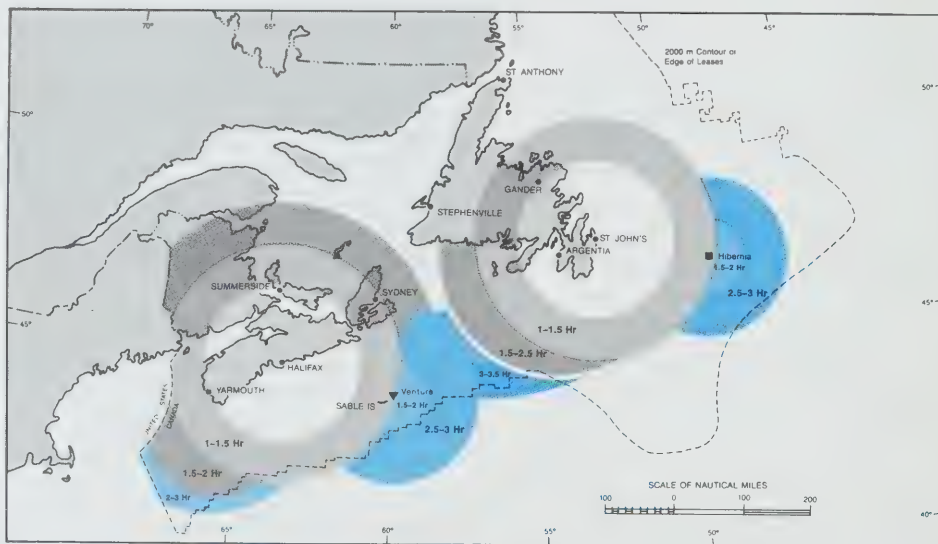 70°
65°
60°
55°
50°
45°
2000 m Contour or
Edge of Leases
ST ANTHONY
50°
50°
GANDER
STEPHENVILLE
ST JOHN'S
ARGENTIA
Hibernia
1.5-2 Hr
2.5-3 Hr
SUMMERSIDE
SYDNEY
45°
45°
1-1.5 Hr
1.5-2.5 Hr
3-3.5 Hr
HALIFAX
YARMOUTH
Venture
1.5-2 Hr
SABLE IS
2.5-3 Hr
UNITED STATES
CANADA
1-1.5 Hr
1.5-2 Hr
2-3 Hr
SCALE OF NAUTICAL MILES
100 0 100 200
40°
65°
60°
55°
50°